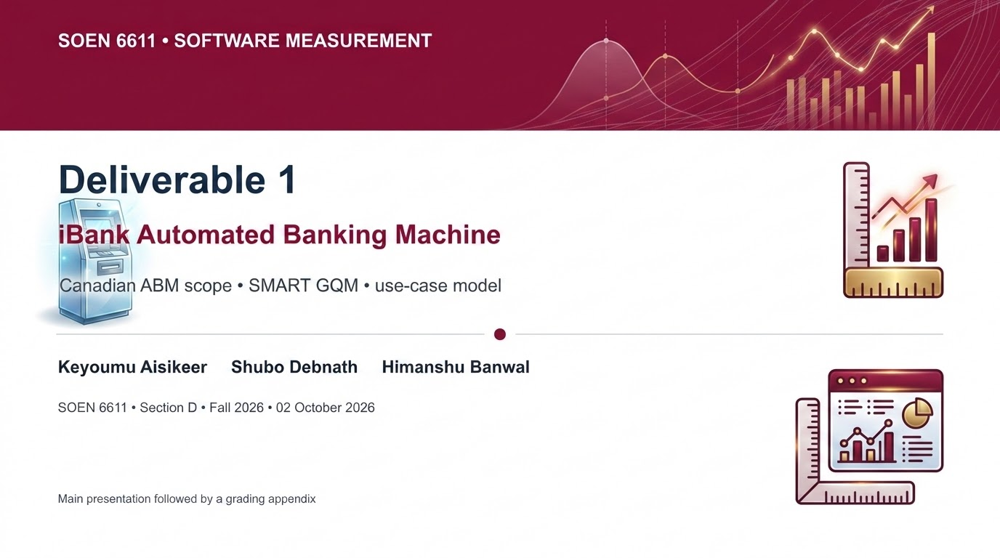 SOEN 6611 • SOFTWARE MEASUREMENT
Deliverable 1
iBank Automated Banking Machine
Canadian ABM scope • SMART GQM • use-case model
Keyoumu Aisikeer Shubo Debnath Himanshu Banwal
SOEN 6611 • Section D • Fall 2026 • 02 October 2026
Main presentation followed by a grading appendix